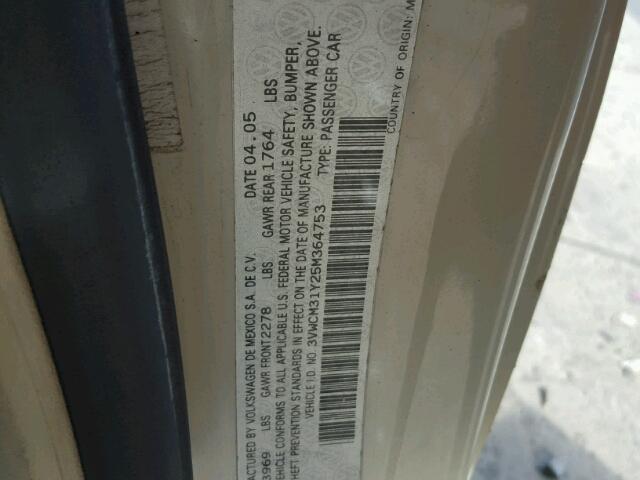 ACTURED BY VOLKSWAGEN DE MEXICO S.A. DE C.V. DATE 04.05
3969 LBS GAWR FRONT 2278 LBS GAWR REAR 1764 LBS
VEHICLE CONFORMS TO ALL APPLICABLE U.S. FEDERAL MOTOR VEHICLE SAFETY, BUMPER,
HEFT PREVENTION STANDARDS IN EFFECT ON THE DATE OF MANUFACTURE SHOWN ABOVE.
VEHICLE I.D. NO. 3VWCM31Y25M364753 TYPE: PASSENGER CAR
COUNTRY OF ORIGIN: M